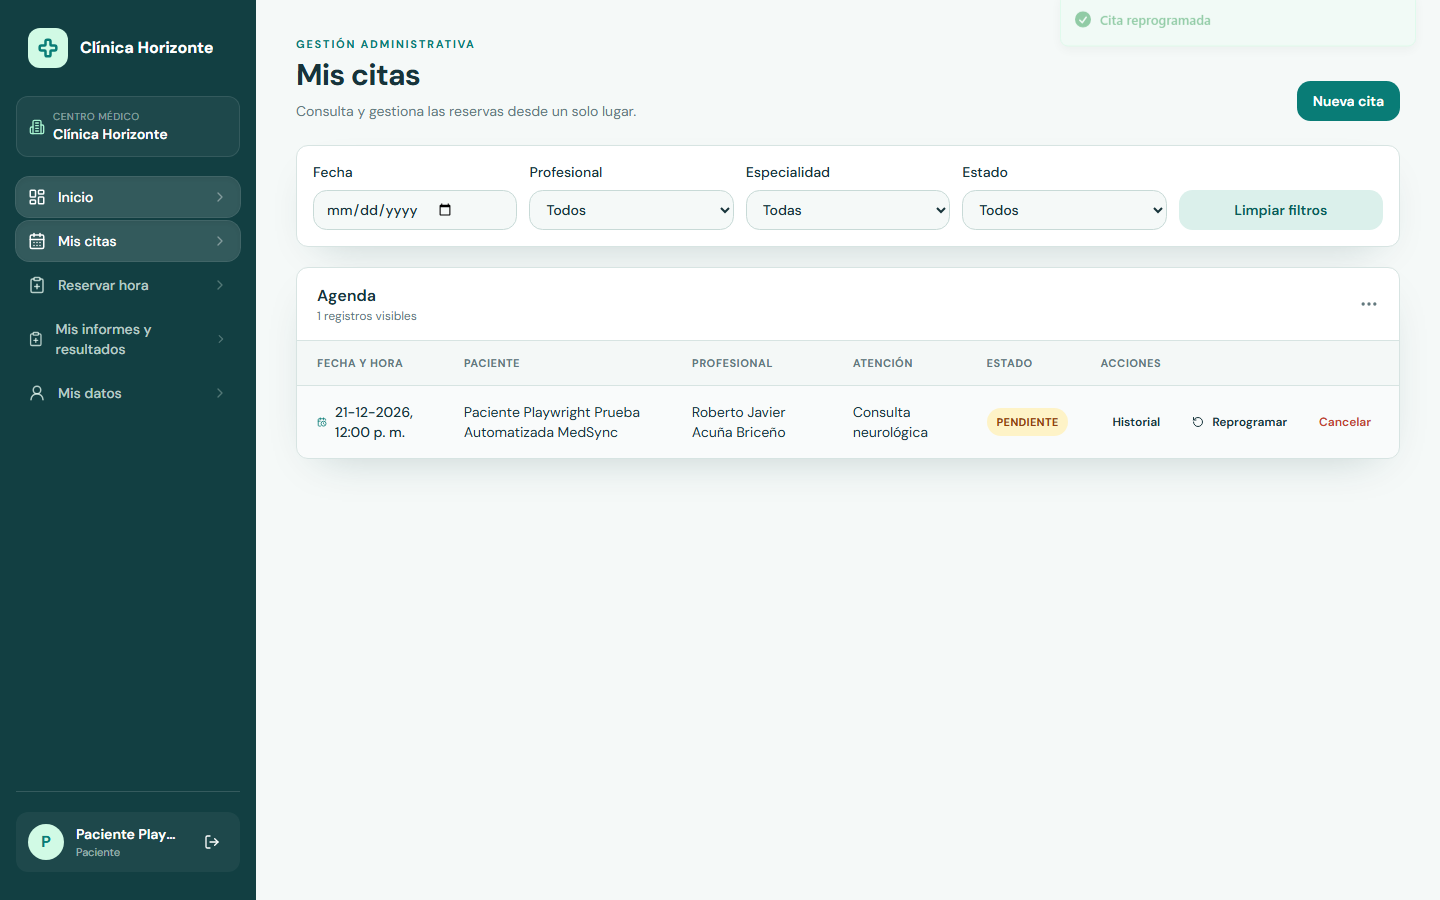 Clínica Horizonte
CENTRO MÉDICO
Clínica Horizonte
Inicio
Mis citas
Reservar hora
Mis informes y
resultados
Mis datos
Paciente Play...
Paciente
P
Cita reprogramada
GESTIÓN ADMINISTRATIVA
Mis citas
Consulta y gestiona las reservas desde un solo lugar.
Nueva cita
Fecha
Profesional
Especialidad
Estado
mm/dd/yyyy
Todos
Todas
Todos
Limpiar filtros
Agenda
1 registros visibles
FECHA Y HORA
PACIENTE
PROFESIONAL
ATENCIÓN
ESTADO
ACCIONES
21-12-2026,
12:00 p. m.
Paciente Playwright Prueba
Automatizada MedSync
Roberto Javier
Acuña Briceño
Consulta
neurológica
PENDIENTE
Historial
Reprogramar
Cancelar